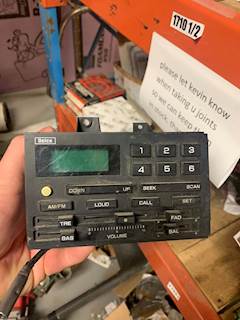 1710 1/2
please let kevin know
when taking u joints
so we can keep
in stock, th
Delco
1 2 3
4 5 6
DOWN UP SEEK SCAN
AM/FM LOUD CALL SET
TRE FAD
BAS VOLUME BAL